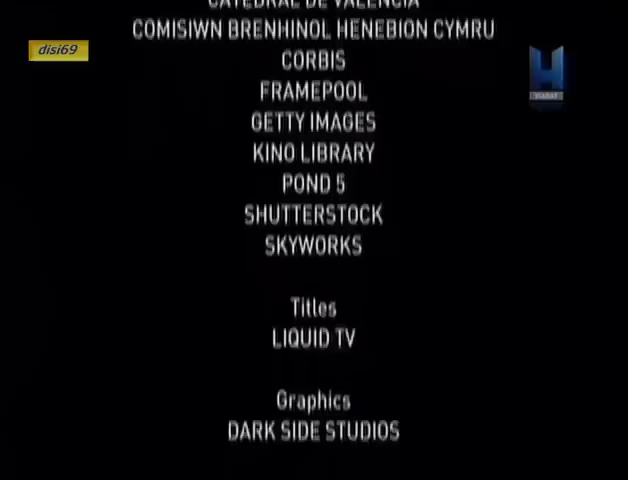 CATEDRAL DE VALENCIA
COMISIWN BRENHINOL HENEBION CYMRU
disi69
CORBIS
FRAMEPOOL
GETTY IMAGES
VIASAT
KINO LIBRARY
POND 5
SHUTTERSTOCK
SKYWORKS
Titles
LIQUID TV
Graphics
DARK SIDE STUDIOS